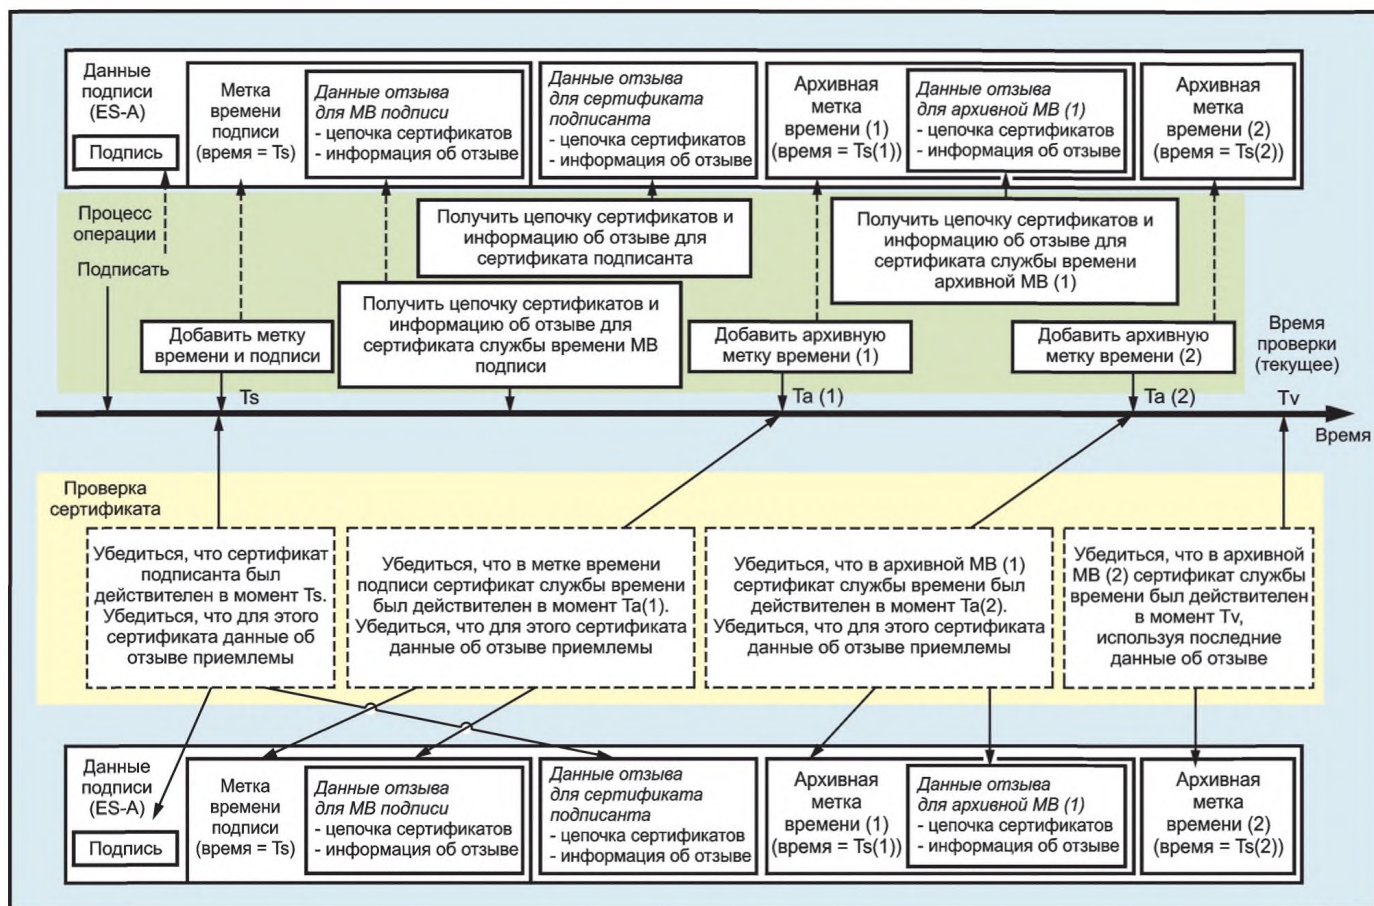 Данные
подписи
(ES-A)
Подпись
Метка
времени
подписи
(время = Ts)
Данные отзыва
для МВ подписи
- цепочка сертификатов
- информация об отзыве
Данные отзыва
для сертификата
подписанта
- цепочка сертификатов
- информация об отзыве
Архивная
метка
времени (1)
(время = Ts(1))
Данные отзыва
для архивной МВ (1)
- цепочка сертификатов
- информация об отзыве
Архивная
метка
времени (2)
(время = Ts(2))
Процесс
операции
Подписать
Получить цепочку сертификатов и
информацию об отзыве для
сертификата подписанта
Получить цепочку сертификатов и
информацию об отзыве для
сертификата службы времени
архивной МВ (1)
Добавить метку
времени и подписи
Получить цепочку сертификатов и
информацию об отзыве для
сертификата службы времени МВ
подписи
Добавить архивную
метку времени (1)
Добавить архивную
метку времени (2)
Время
проверки
(текущее)
Ts
Ta (1)
Ta (2)
Tv
Время
Проверка
сертификата
Убедиться, что сертификат
подписанта был
действителен в момент Ts.
Убедиться, что для этого
сертификата данные об
отзыве приемлемы
Убедиться, что в метке времени
подписи сертификат службы времени
был действителен в момент Ta(1).
Убедиться, что для этого сертификата
данные об отзыве приемлемы
Убедиться, что в архивной МВ (1)
сертификат службы времени был
действителен в момент Ta(2).
Убедиться, что для этого сертификата
данные об отзыве приемлемы
Убедиться, что в архивной
МВ (2) сертификат службы
времени был действителен
в момент Tv,
используя последние
данные об отзыве
Данные
подписи
(ES-A)
Подпись
Метка
времени
подписи
(время = Ts)
Данные отзыва
для МВ подписи
- цепочка сертификатов
- информация об отзыве
Данные отзыва
для сертификата
подписанта
- цепочка сертификатов
- информация об отзыве
Архивная
метка
времени (1)
(время = Ts(1))
Данные отзыва
для архивной МВ (1)
- цепочка сертификатов
- информация об отзыве
Архивная
метка
времени (2)
(время = Ts(2))